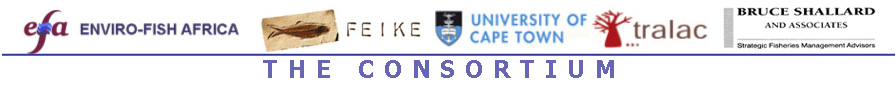 efa ENVIRO-FISH AFRICA
FEIKE
UNIVERSITY OF
CAPE TOWN
tralac
BRUCE SHALLARD
AND ASSOCIATES
Strategic Fisheries Management Advisors
THE CONSORTIUM